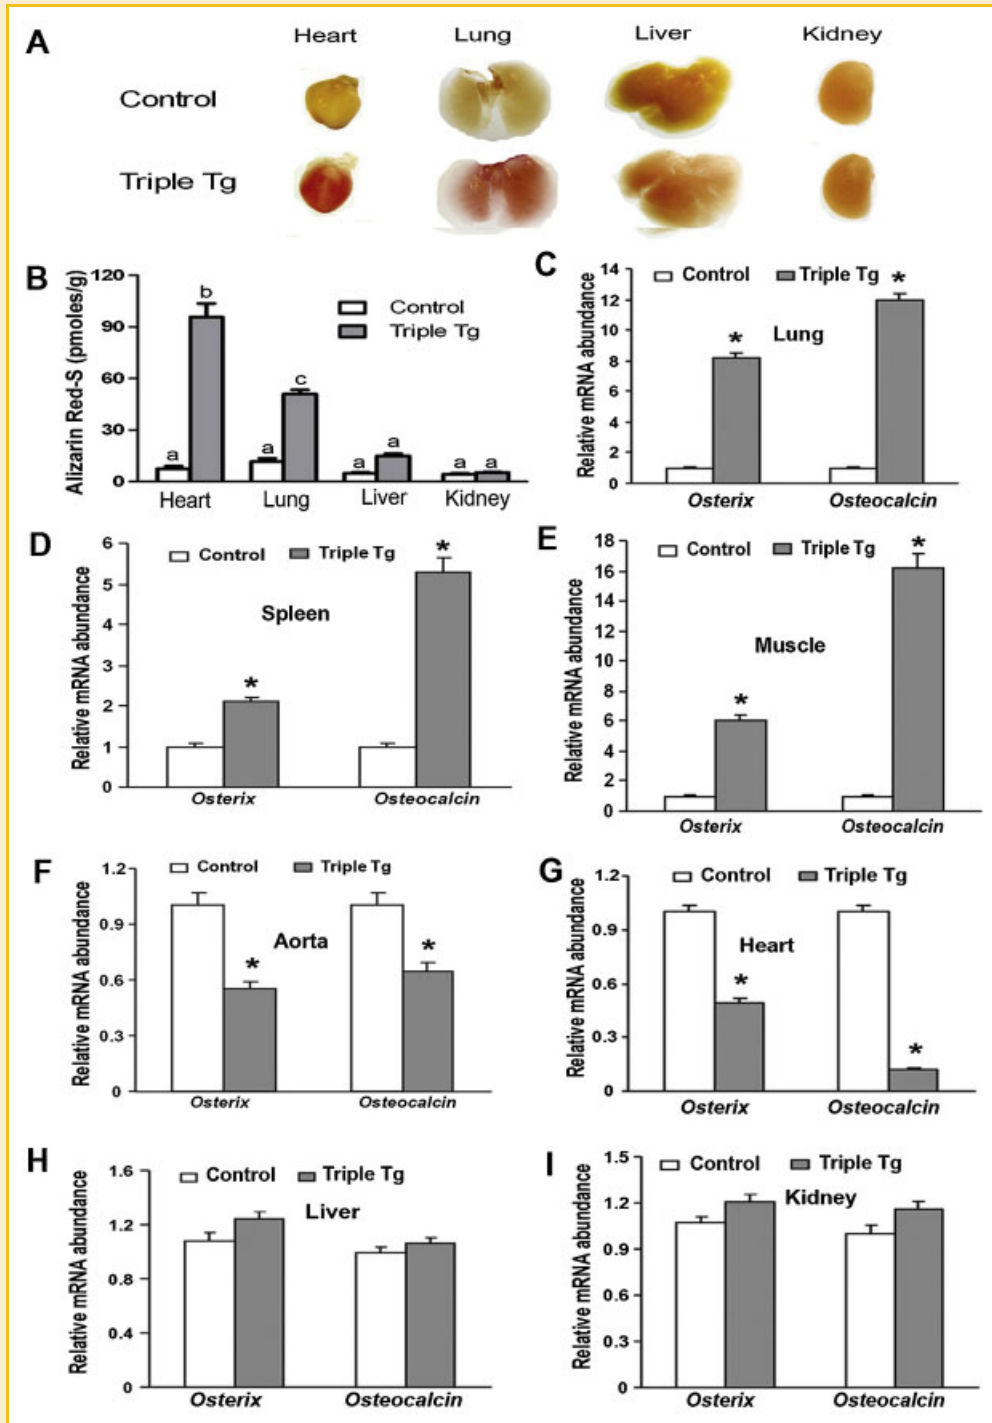 A
Heart Lung Liver Kidney
Control
Triple Tg
B
Alizarin Red-S (pmoles/g)
120
90
60
30
0
Control
Triple Tg
a b a c a a a a
Heart Lung Liver Kidney
C
Relative mRNA abundance
14
12
10
8
6
4
2
0
Control Triple Tg
Lung
* *
Osterix Osteocalcin
D
Relative mRNA abundance
6
5
4
3
2
1
0
Control Triple Tg
Spleen
* *
Osterix Osteocalcin
E
Relative mRNA abundance
18
16
14
12
10
8
6
4
2
0
Control Triple Tg
Muscle
* *
Osterix Osteocalcin
F
Relative mRNA abundance
1.2
0.9
0.6
0.3
0
Control Triple Tg
Aorta
* *
Osterix Osteocalcin
G
Relative mRNA abundance
1.2
0.9
0.6
0.3
0
Control Triple Tg
Heart
* *
Osterix Osteocalcin
H
Relative mRNA abundance
1.6
1.2
0.8
0.4
0
Control Triple Tg
Liver
Osterix Osteocalcin
I
Relative mRNA abundance
1.5
1.2
0.9
0.6
0.3
0
Control Triple Tg
Kidney
Osterix Osteocalcin